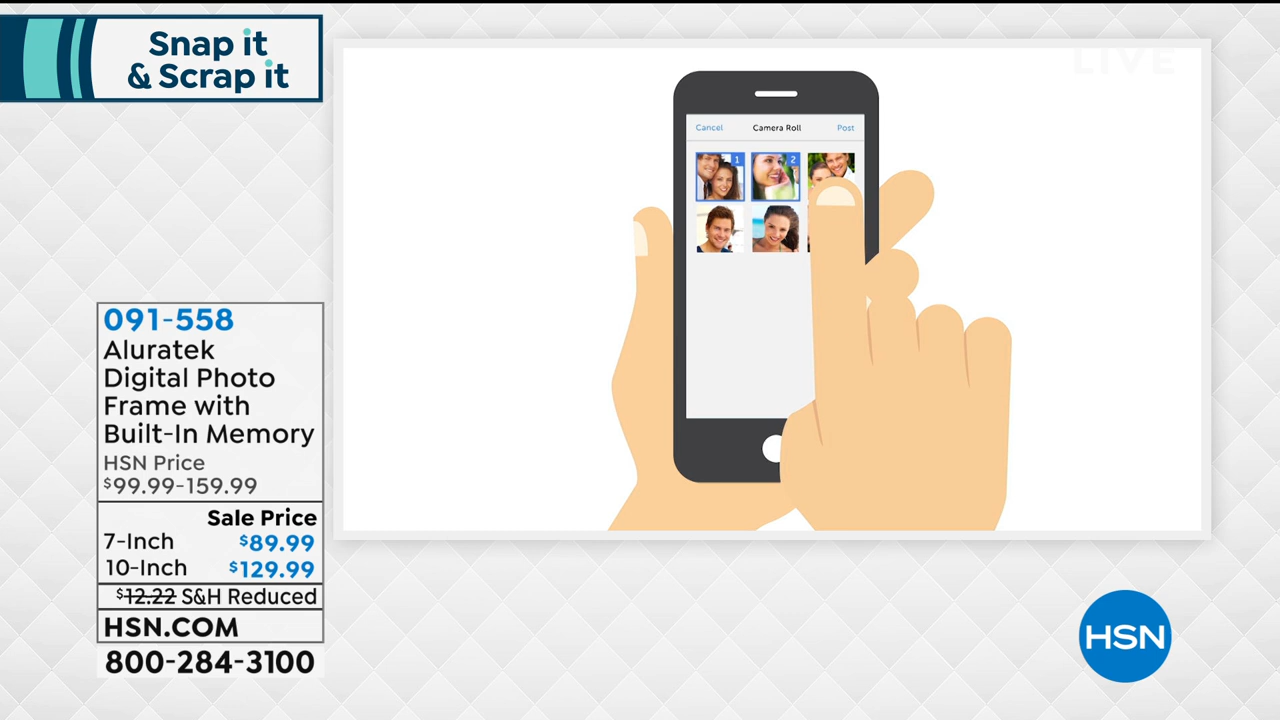 Snap it
& Scrap it
LIVE
Cancel Camera Roll Post
1 2
091-558
Aluratek
Digital Photo
Frame with
Built-In Memory
HSN Price
$99.99-159.99
Sale Price
7-Inch $89.99
10-Inch $129.99
$12.22 S&H Reduced
HSN.COM
800-284-3100
HSN